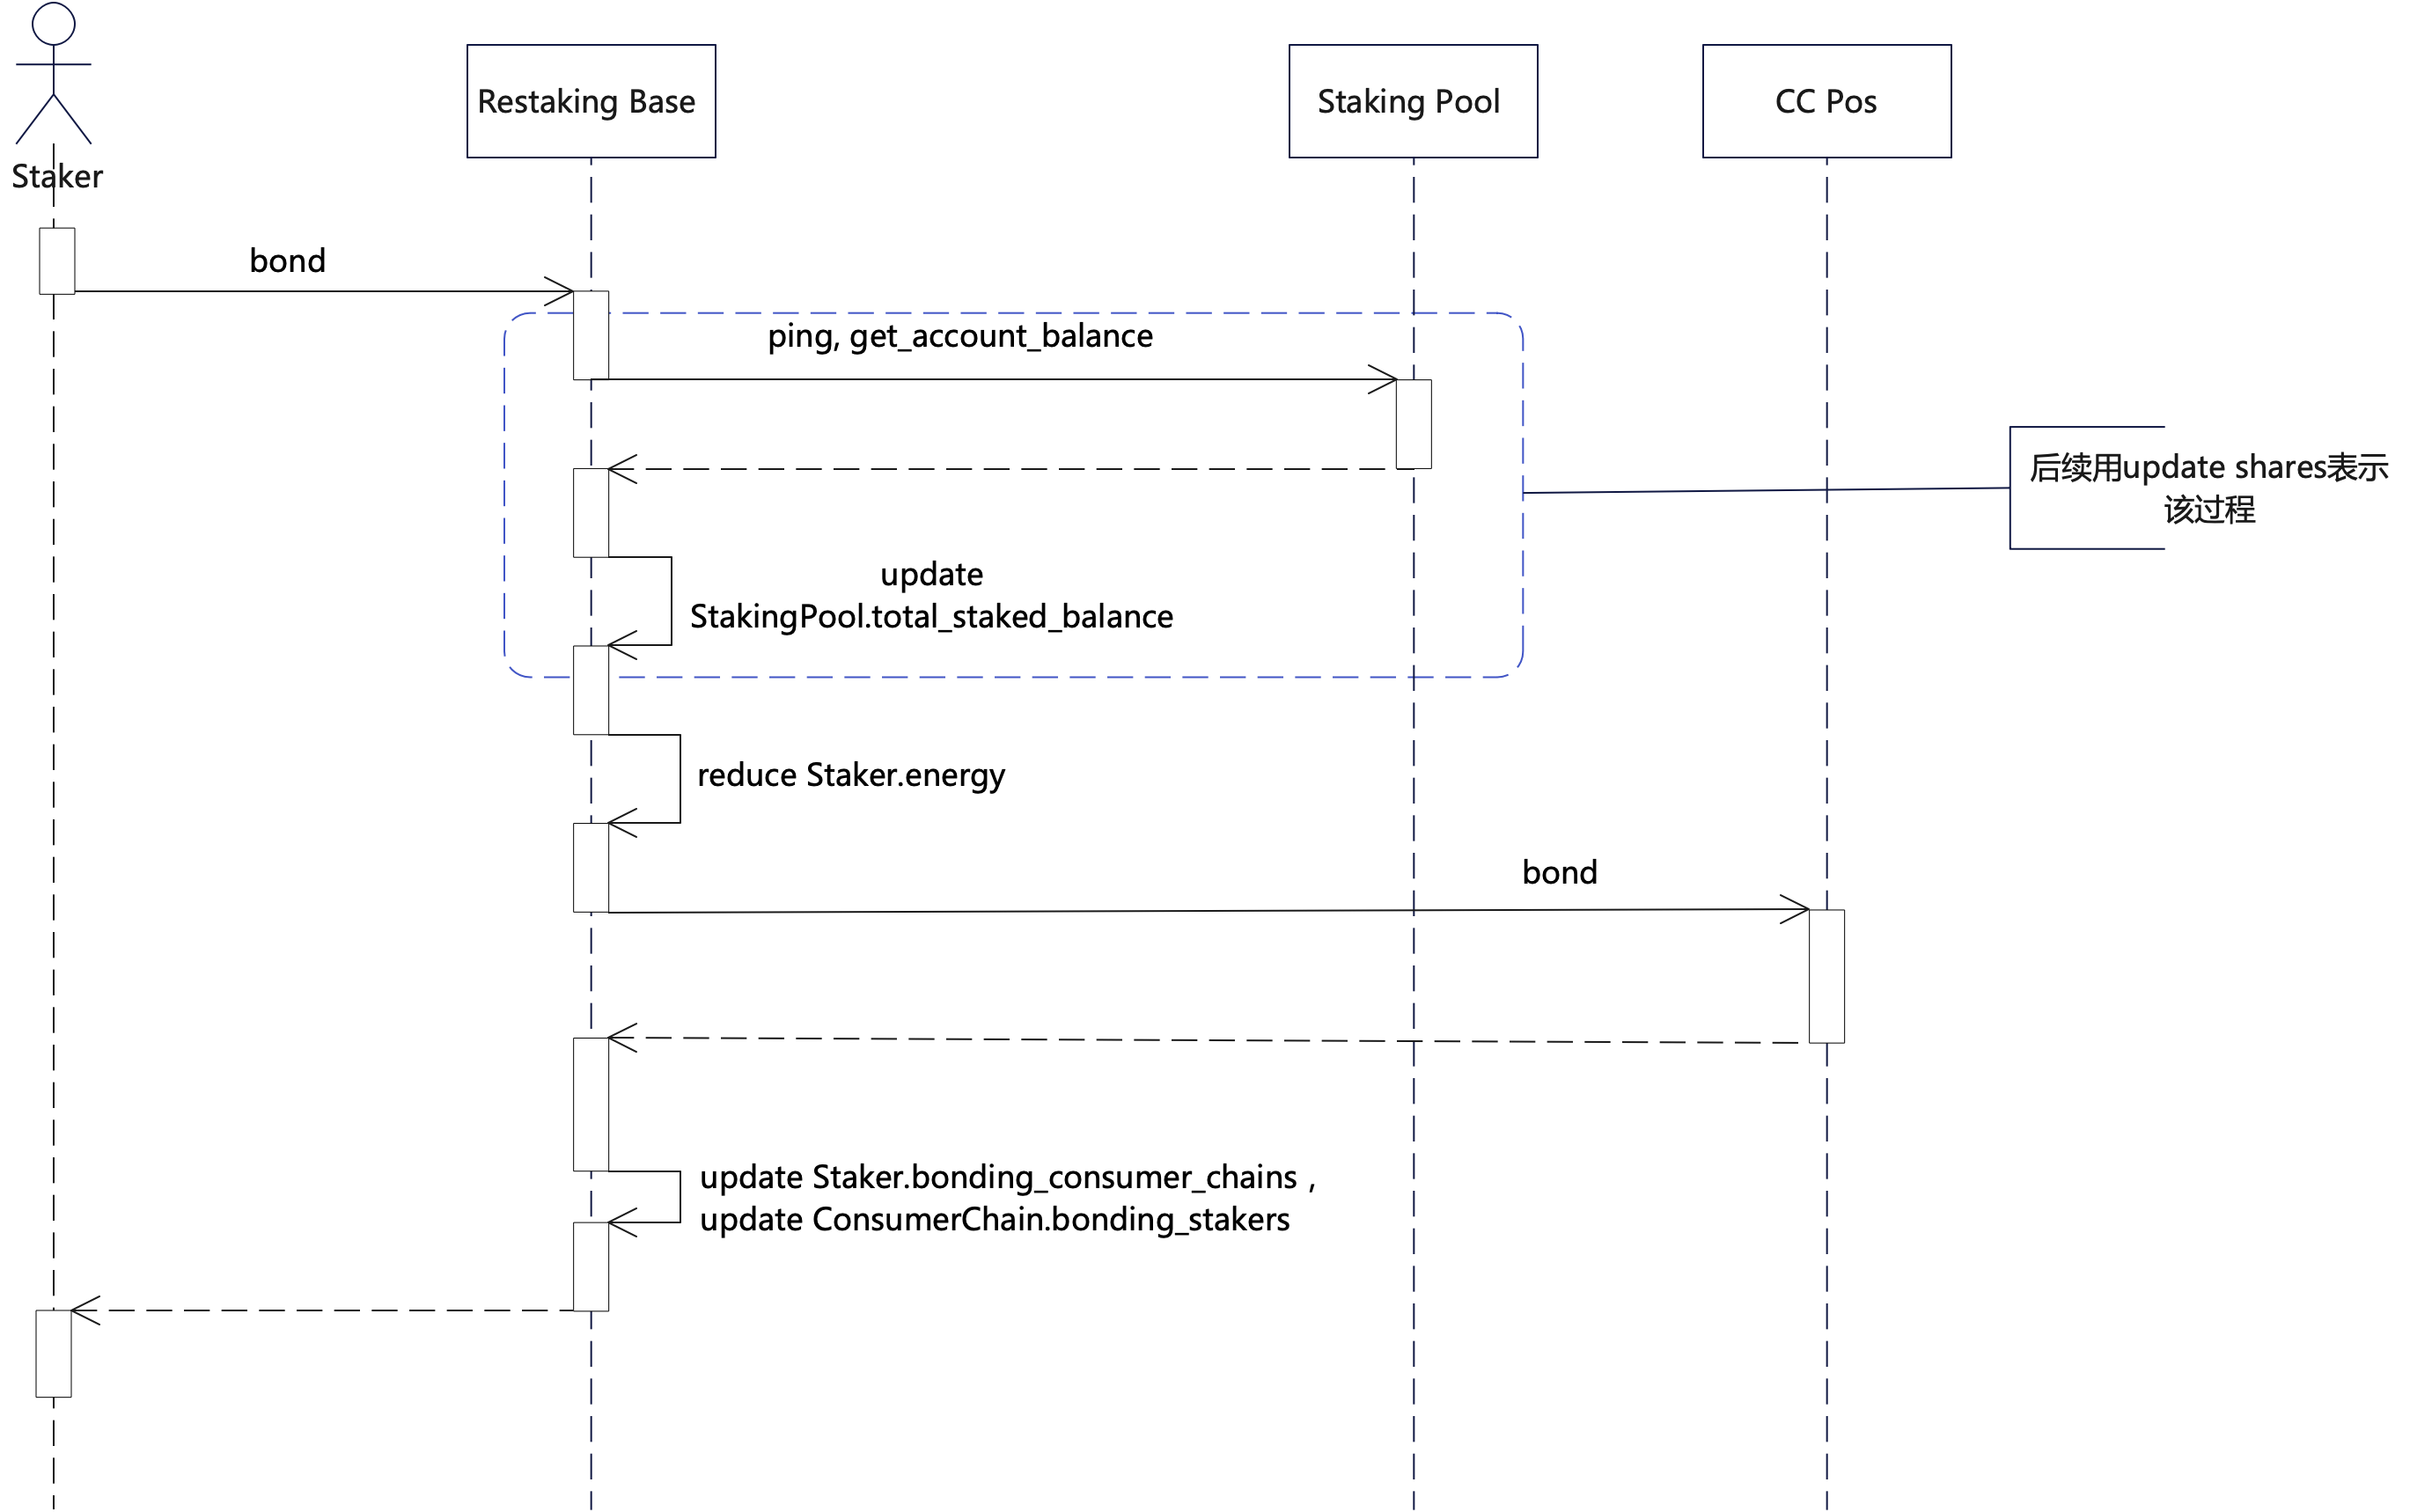 Staker
Restaking Base
Staking Pool
CC Pos
bond
ping, get_account_balance
后续用update shares表示
该过程
update
StakingPool.total_staked_balance
reduce Staker.energy
bond
update Staker.bonding_consumer_chains ,
update ConsumerChain.bonding_stakers